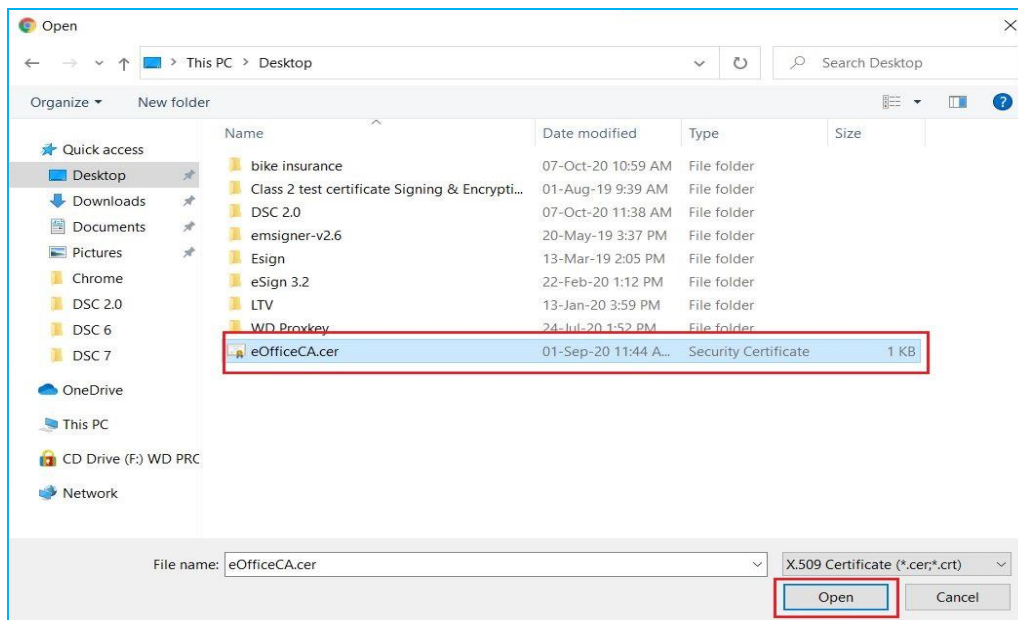 Open
This PC > Desktop
Search Desktop
Organize
New folder
Name Date modified Type Size
Quick access
Desktop
Downloads
Documents
Pictures
Chrome
DSC 2.0
DSC 6
DSC 7
OneDrive
This PC
CD Drive (F:) WD PRC
Network
bike insurance 07-Oct-20 10:59 AM File folder
Class 2 test certificate Signing & Encrypti... 01-Aug-19 9:39 AM File folder
DSC 2.0 07-Oct-20 11:38 AM File folder
emsigner-v2.6 20-May-19 3:37 PM File folder
Esign 13-Mar-19 2:05 PM File folder
eSign 3.2 22-Feb-20 1:12 PM File folder
LTV 13-Jan-20 3:59 PM File folder
WD Proxkey 24-Jul-20 1:52 PM File folder
eOfficeCA.cer 01-Sep-20 11:44 A... Security Certificate 1 KB
File name: eOfficeCA.cer X.509 Certificate (*.cer;*.crt)
Open Cancel